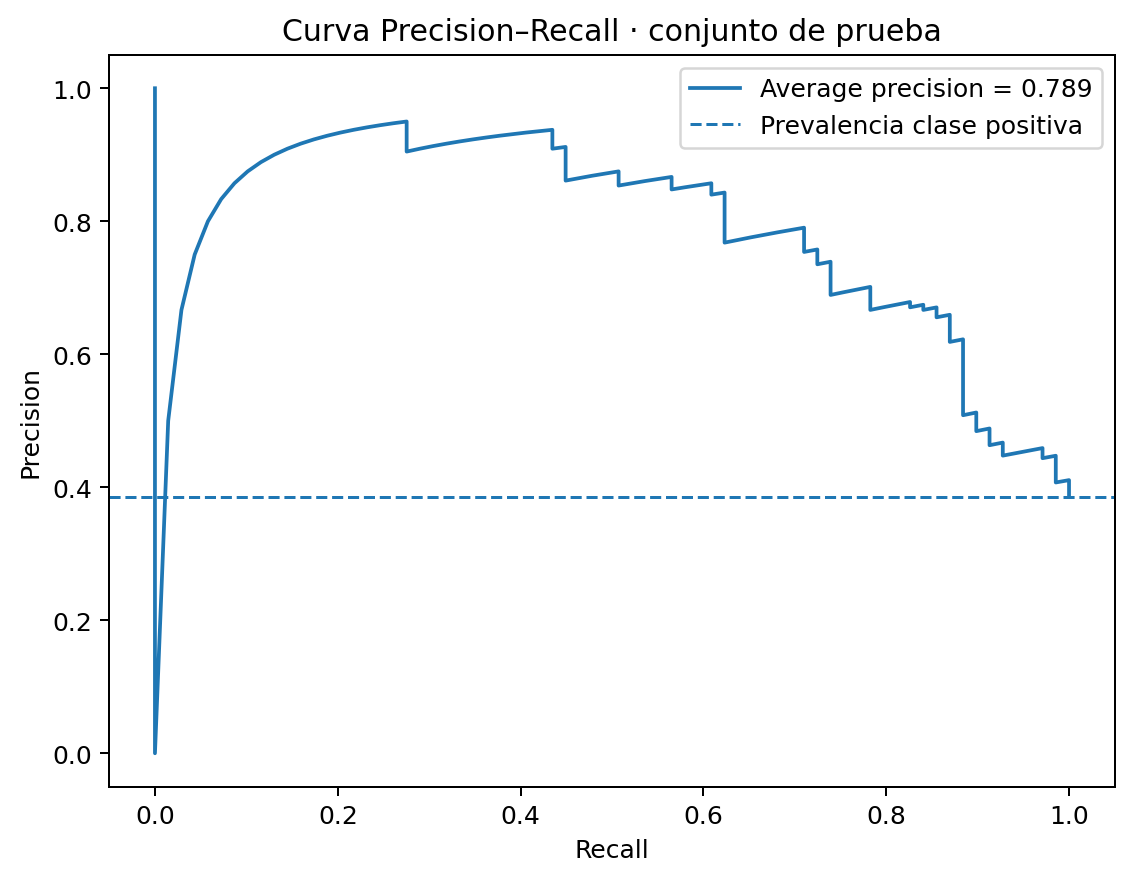 Curva Precision–Recall · conjunto de prueba
Average precision = 0.789
Prevalencia clase positiva
1.0
0.8
0.6
0.4
0.2
0.0
Precision
0.0 0.2 0.4 0.6 0.8 1.0
Recall